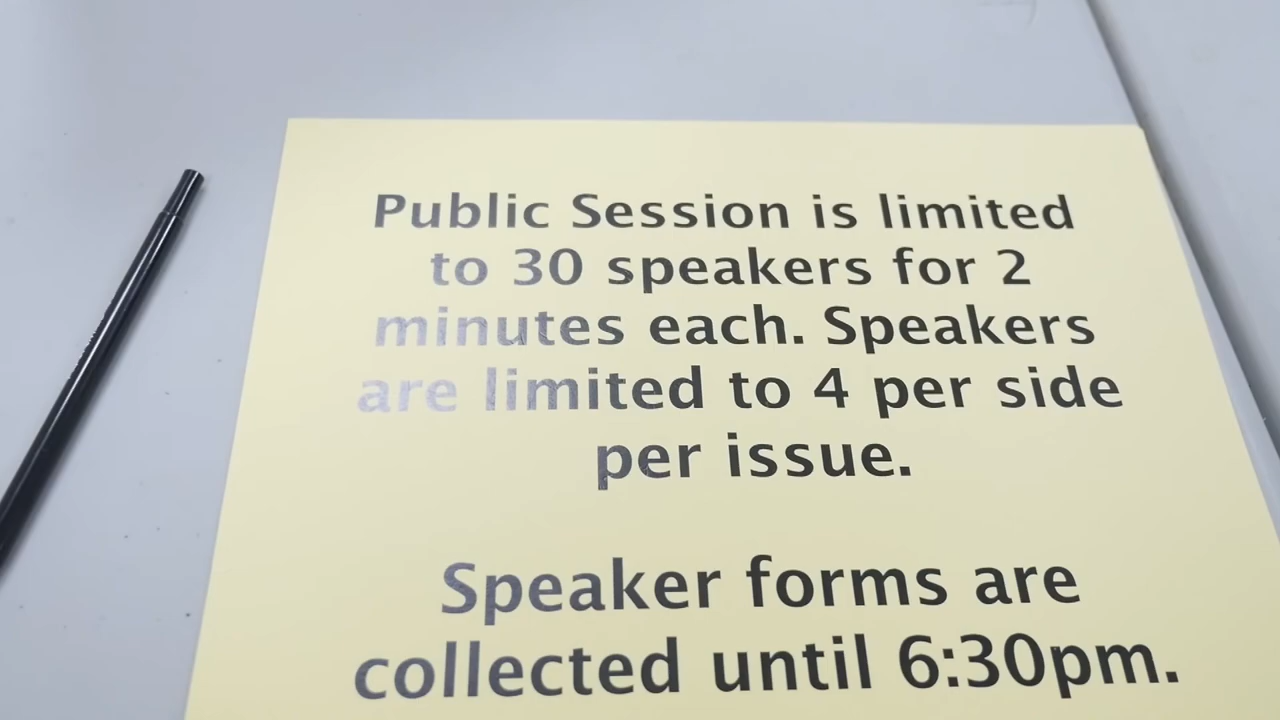 Public Session is limited
to 30 speakers for 2
minutes each. Speakers
are limited to 4 per side
per issue.
Speaker forms are
collected until 6:30pm.